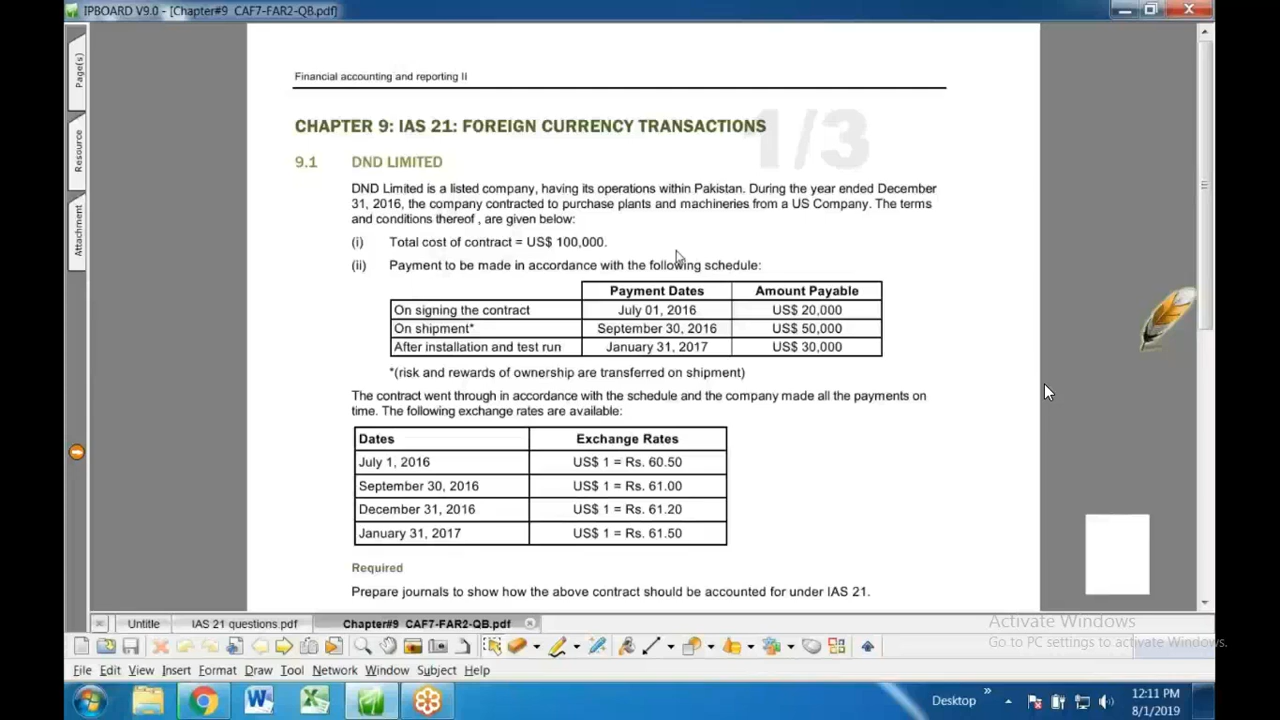 IPBOARD V9.0 - [Chapter#9 CAF7-FAR2-QB.pdf]
Page(s)
Resource
Attachment
Financial accounting and reporting II
1/3
CHAPTER 9: IAS 21: FOREIGN CURRENCY TRANSACTIONS
9.1 DND LIMITED
DND Limited is a listed company, having its operations within Pakistan. During the year ended December
31, 2016, the company contracted to purchase plants and machineries from a US Company. The terms
and conditions thereof , are given below:
(i) Total cost of contract = US$ 100,000.
(ii) Payment to be made in accordance with the following schedule:
Payment Dates Amount Payable
On signing the contract July 01, 2016 US$ 20,000
On shipment* September 30, 2016 US$ 50,000
After installation and test run January 31, 2017 US$ 30,000
*(risk and rewards of ownership are transferred on shipment)
The contract went through in accordance with the schedule and the company made all the payments on
time. The following exchange rates are available:
Dates Exchange Rates
July 1, 2016 US$ 1 = Rs. 60.50
September 30, 2016 US$ 1 = Rs. 61.00
December 31, 2016 US$ 1 = Rs. 61.20
January 31, 2017 US$ 1 = Rs. 61.50
Required
Prepare journals to show how the above contract should be accounted for under IAS 21.
Activate Windows
Go to PC settings to activate Windows.
Untitle IAS 21 questions.pdf Chapter#9 CAF7-FAR2-QB.pdf
File Edit View Insert Format Draw Tool Network Window Subject Help
Desktop
12:11 PM
8/1/2019